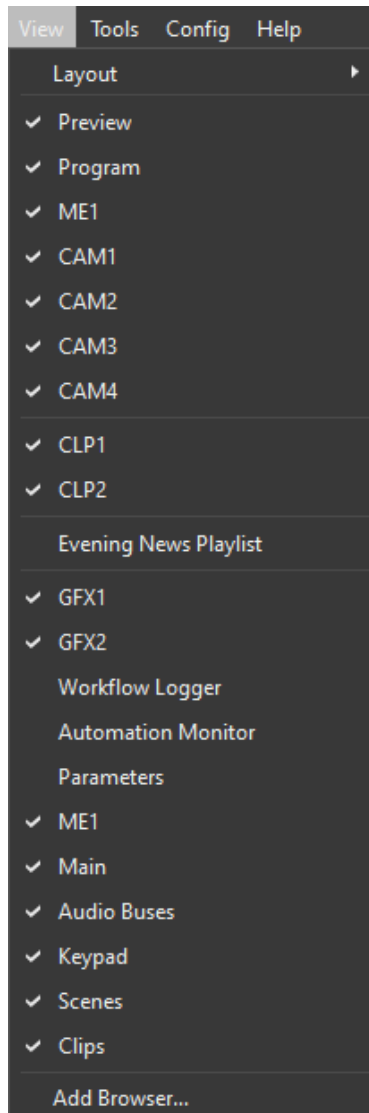 View Tools Config Help
Layout
Preview
Program
ME1
CAM1
CAM2
CAM3
CAM4
CLP1
CLP2
Evening News Playlist
GFX1
GFX2
Workflow Logger
Automation Monitor
Parameters
ME1
Main
Audio Buses
Keypad
Scenes
Clips
Add Browser...